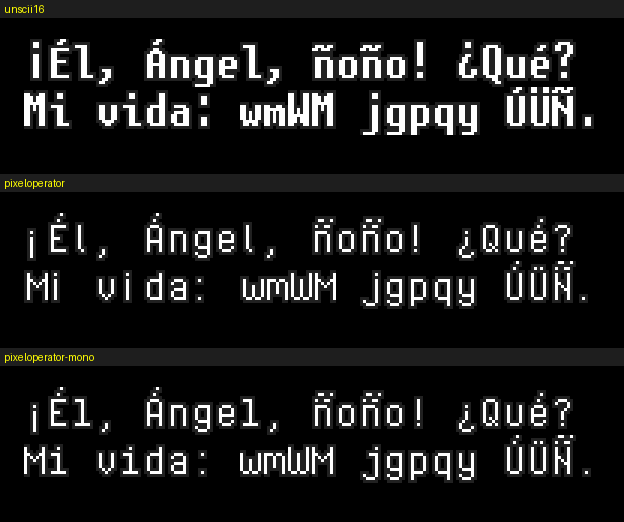 unscii16
¡Él, Ángel, ñoño! ¿Qué?
Mi vida: wmWM jgpqy ÚÜÑ.
pixeloperator
¡Él, Ángel, ñoño! ¿Qué?
Mi vida: wmWM jgpqy ÚÜÑ.
pixeloperator-mono
¡Él, Ángel, ñoño! ¿Qué?
Mi vida: wmWM jgpqy ÚÜÑ.